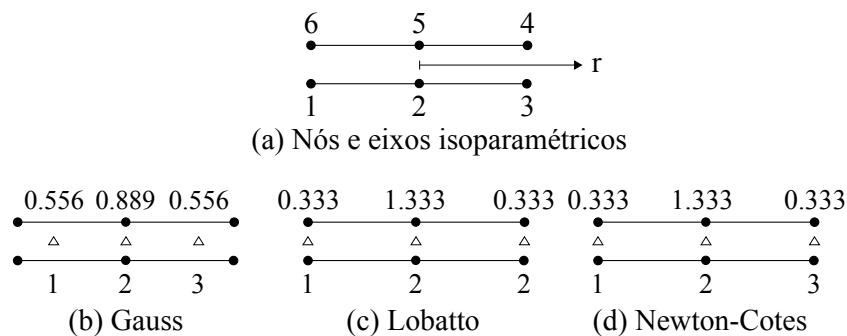 6 5 4
r
1 2 3
(a) Nós e eixos isoparamétricos
0.556 0.889 0.556 0.333 1.333 0.333 0.333 1.333 0.333
1 2 3 1 2 2 1 2 3
(b) Gauss (c) Lobatto (d) Newton-Cotes